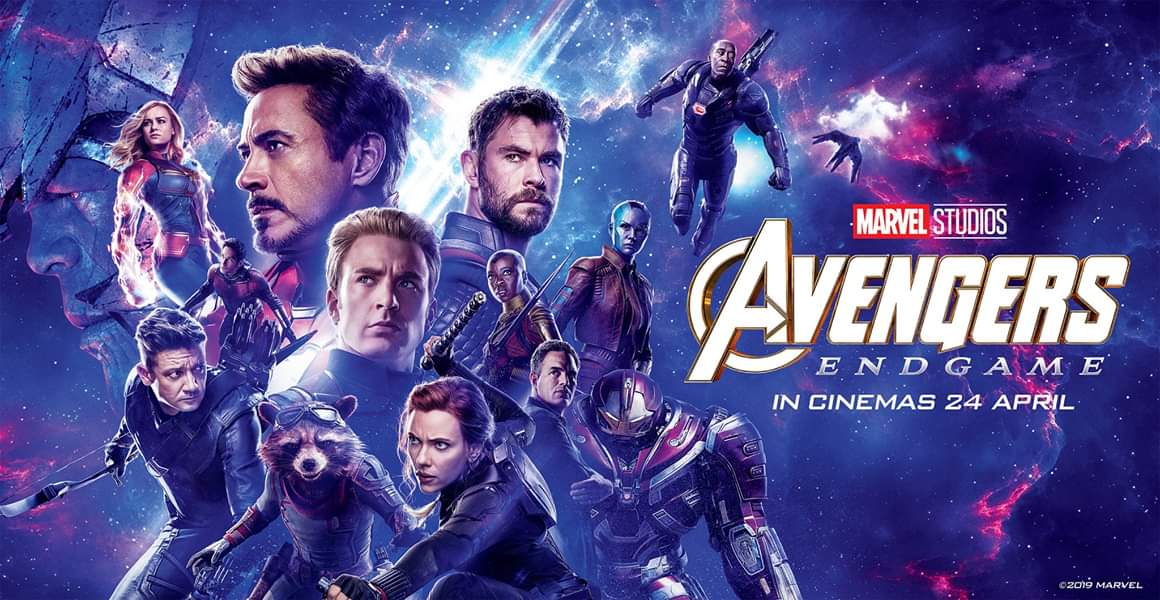 MARVEL STUDIOS
AVENGERS
ENDGAME
IN CINEMAS 24 APRIL
©2019 MARVEL